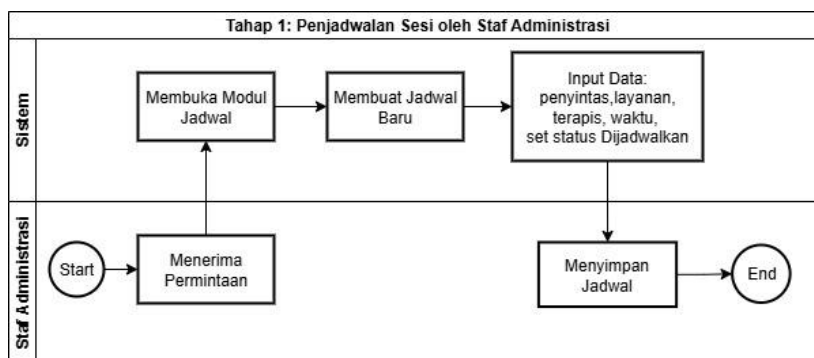 Tahap 1: Penjadwalan Sesi oleh Staf Administrasi
Sistem
Membuka Modul
Jadwal
Membuat Jadwal
Baru
Input Data:
penyintas,layanan,
terapis, waktu,
set status Dijadwalkan
Staf Administrasi
Start
Menerima
Permintaan
Menyimpan
Jadwal
End